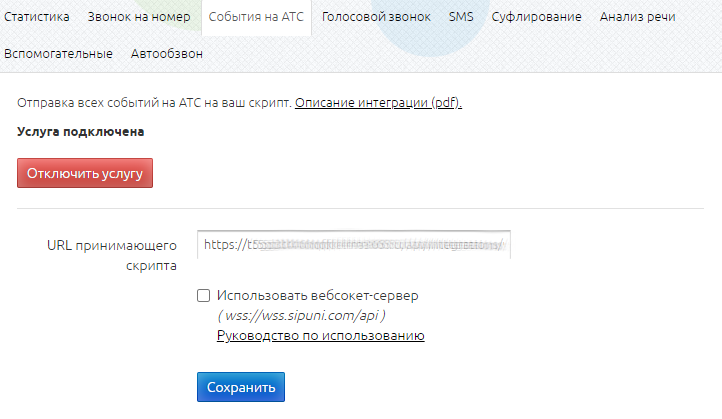 Статистика Звонок на номер События на АТС Голосовой звонок SMS Суфлирование Анализ речи
Вспомогательные Автообзвон
Отправка всех событий на АТС на ваш скрипт. Описание интеграции (pdf).
Услуга подключена
Отключить услугу
URL принимающего https://t5
скрипта
Использовать вебсокет-сервер
( wss://wss.sipuni.com/api )
Руководство по использованию
Сохранить